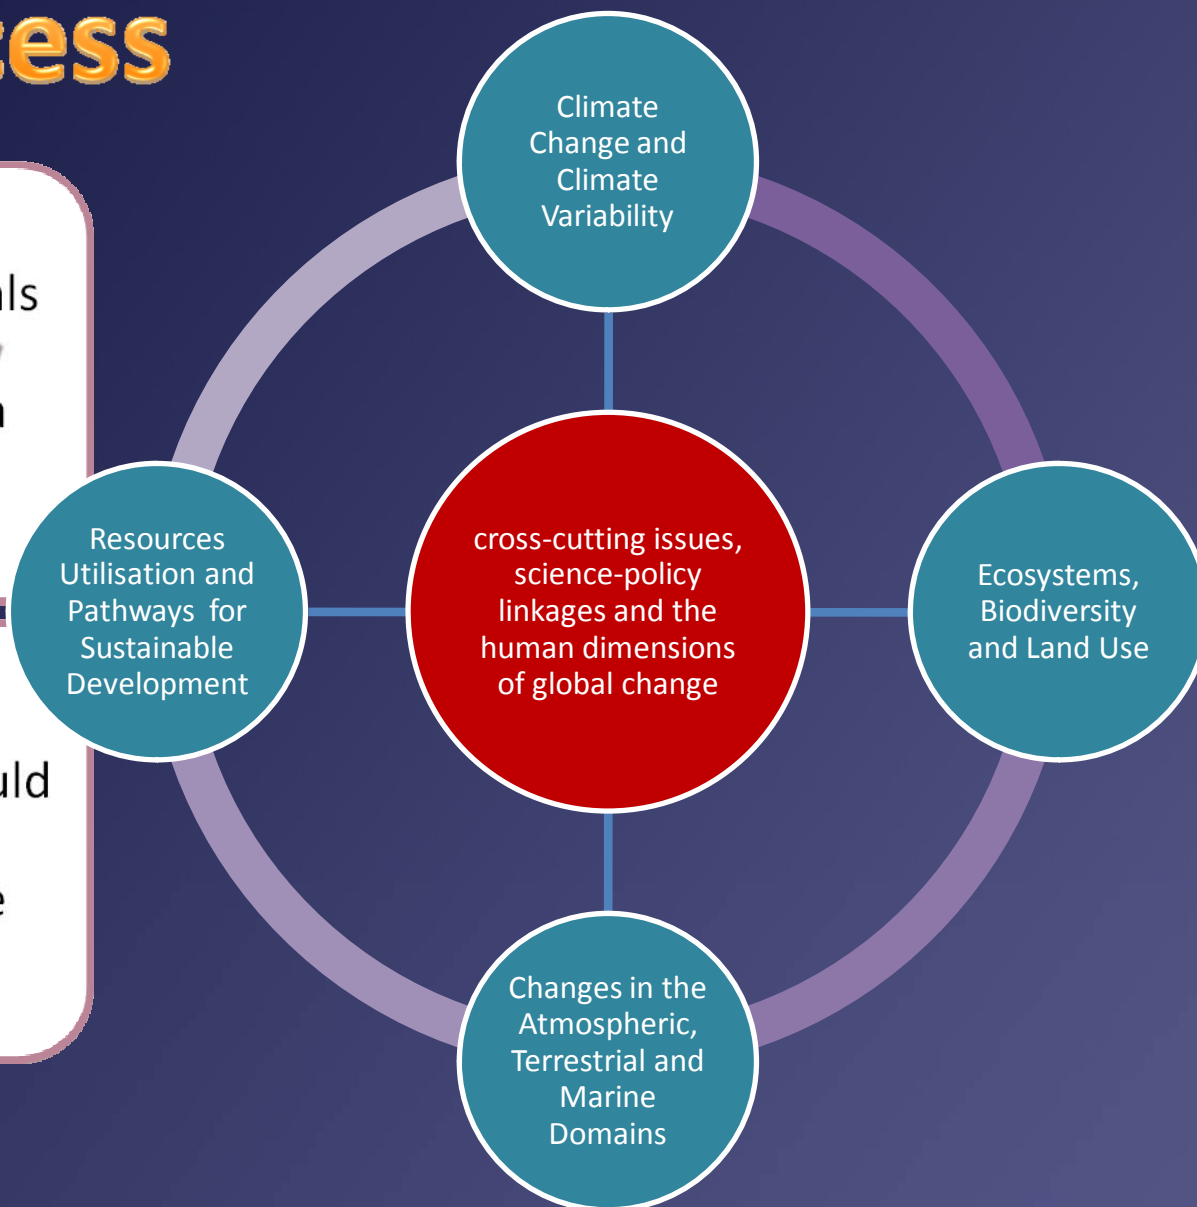 Climate
Change and
Climate
Variability
Resources
Utilisation and
Pathways for
Sustainable
Development
cross-cutting issues,
science-policy
linkages and the
human dimensions
of global change
Ecosystems,
Biodiversity
and Land Use
Changes in the
Atmospheric,
Terrestrial and
Marine
Domains